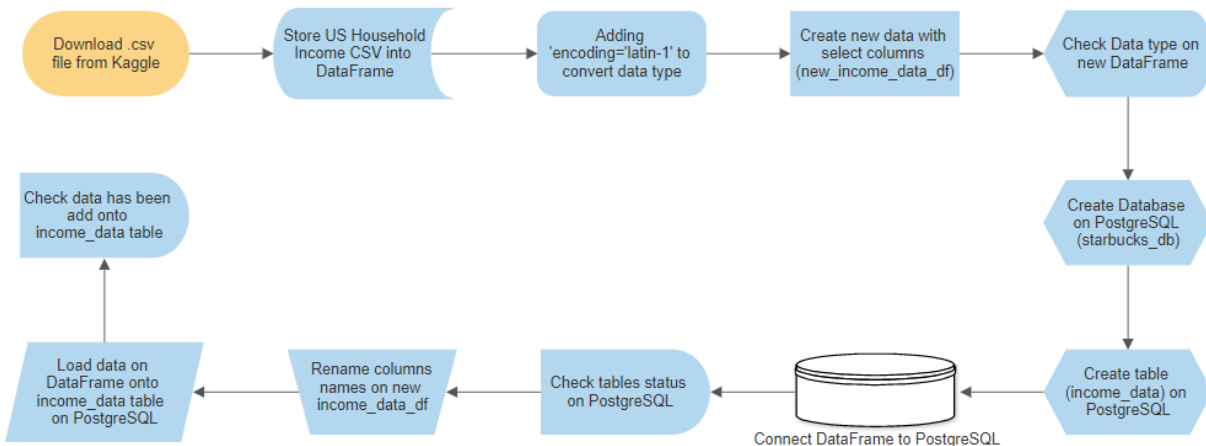 Download .csv
file from Kaggle
Store US Household
Income CSV into
DataFrame
Adding
'encoding='latin-1' to
convert data type
Create new data with
select columns
(new_income_data_df)
Check Data type on
new DataFrame
Create Database
on PostgreSQL
(starbucks_db)
Create table
(income_data) on
PostgreSQL
Connect DataFrame to PostgreSQL
Check tables status
on PostgreSQL
Rename columns
names on new
income_data_df
Load data on
DataFrame onto
income_data table
on PostgreSQL
Check data has been
add onto
income_data table